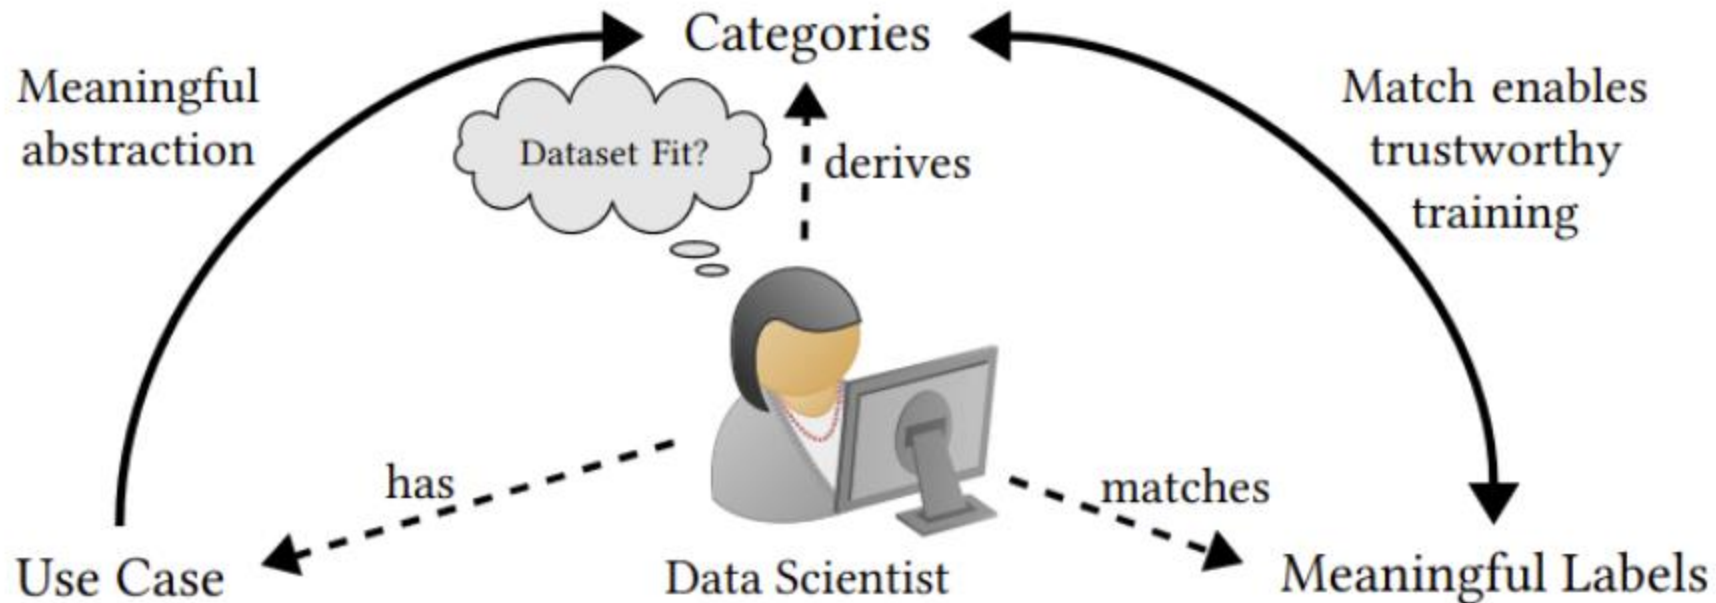 Categories
Meaningful
abstraction
Match enables
trustworthy
training
Dataset Fit?
derives
has
matches
Use Case
Data Scientist
Meaningful Labels